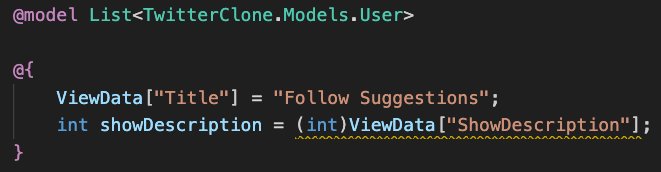 @model List<TwitterClone.Models.User>
@{
ViewData["Title"] = "Follow Suggestions";
int showDescription = (int)ViewData["ShowDescription"];
}